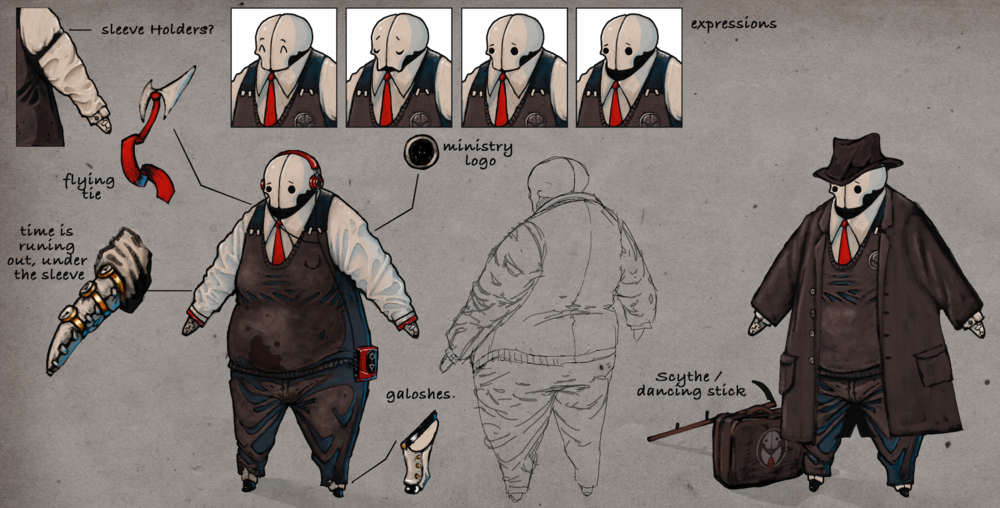 sleeve Holders?
expressions
ministry
logo
flying
tie
time is
runing
out, under
the sleeve
Scythe /
dancing stick
galoshes.